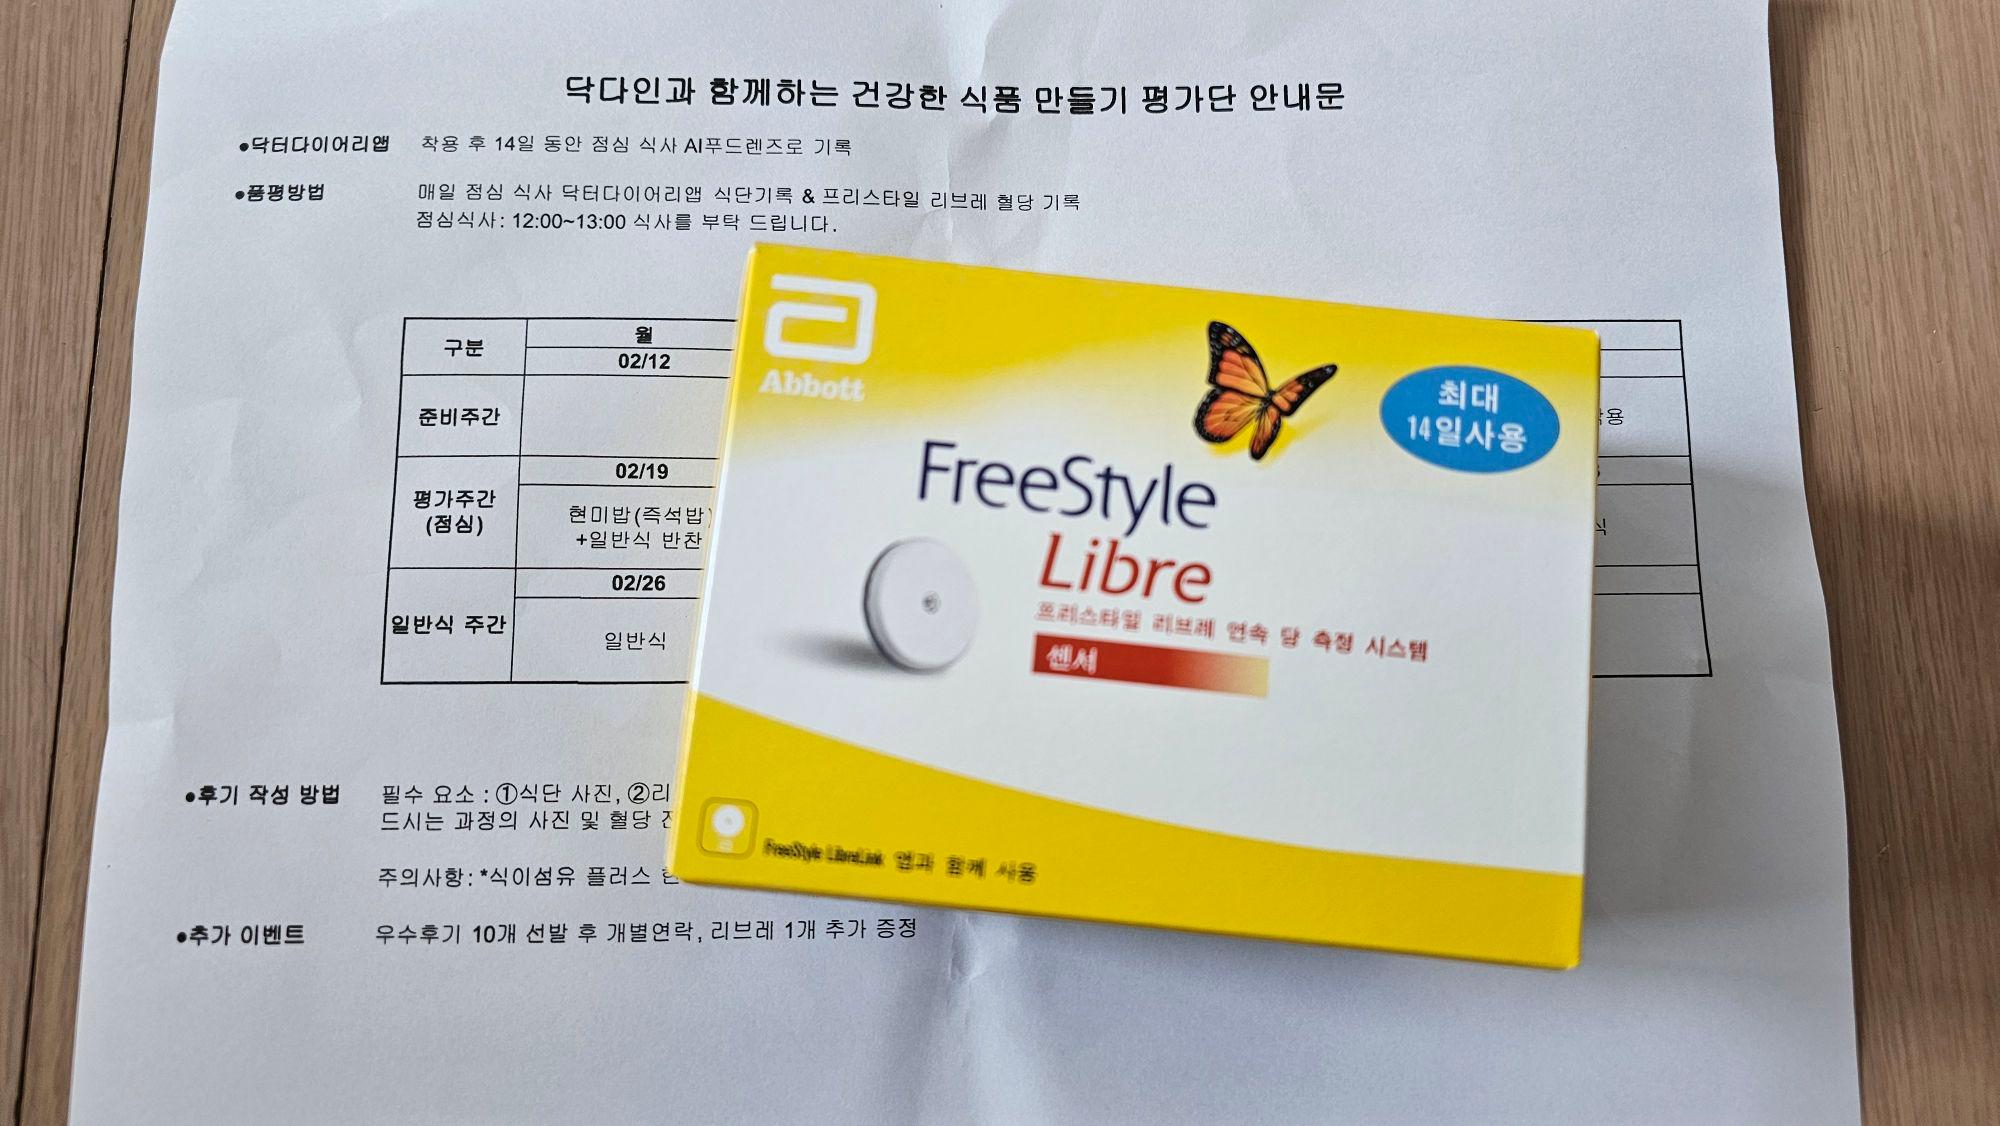 닥다인과 함께하는 건강한 식품 만들기 평가단 안내문
●닥터다이어리앱 착용 후 14일 동안 점심 식사 AI푸드렌즈로 기록
●품평방법 매일 점심 식사 닥터다이어리앱 식단기록 & 프리스타일 리브레 혈당 기록
점심식사: 12:00~13:00 식사를 부탁 드립니다.
구분 월
02/12
준비주간
02/19
평가주간
(점심)
현미밥(즉석밥)
+일반식 반찬
02/26
일반식 주간 일반식
용
식
Abbott
최대
14일사용
FreeStyle
Libre
프리스타일 리브레 연속 당 측정 시스템
센서
FreeStyle LibreLink 앱과 함께 사용
●후기 작성 방법 필수 요소 : ①식단 사진, ②리
드시는 과정의 사진 및 혈당
주의사항: *식이섬유 플러스
●추가 이벤트 우수후기 10개 선발 후 개별연락, 리브레 1개 추가 증정